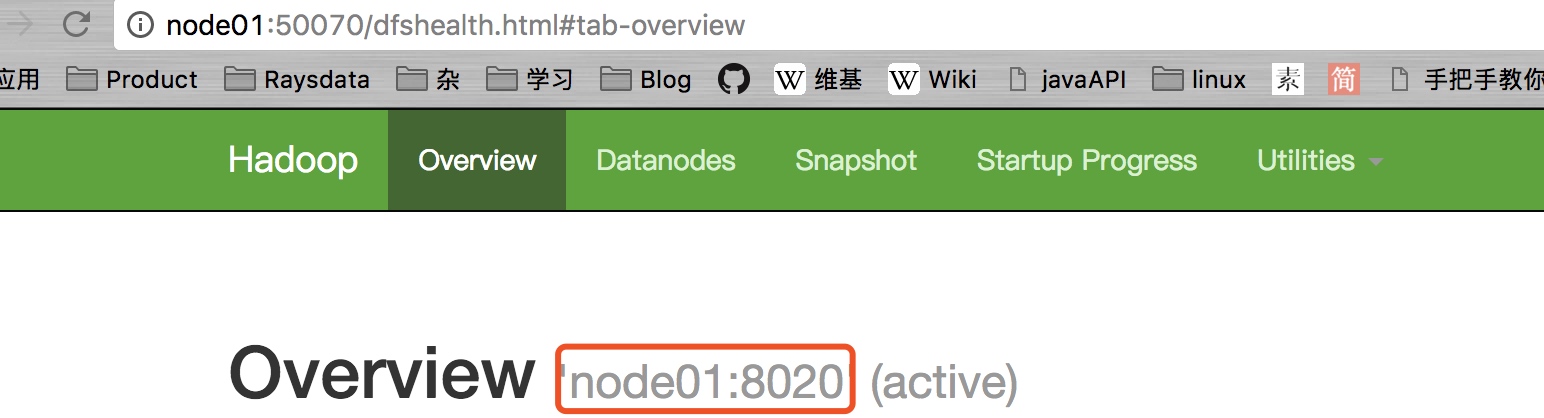 node01:50070/dfshealth.html#tab-overview
应用 Product Raysdata 杂 学习 Blog W 维基 W Wiki javaAPI linux 素 简 手把手教你
Hadoop Overview Datanodes Snapshot Startup Progress Utilities
Overview 'node01:8020' (active)